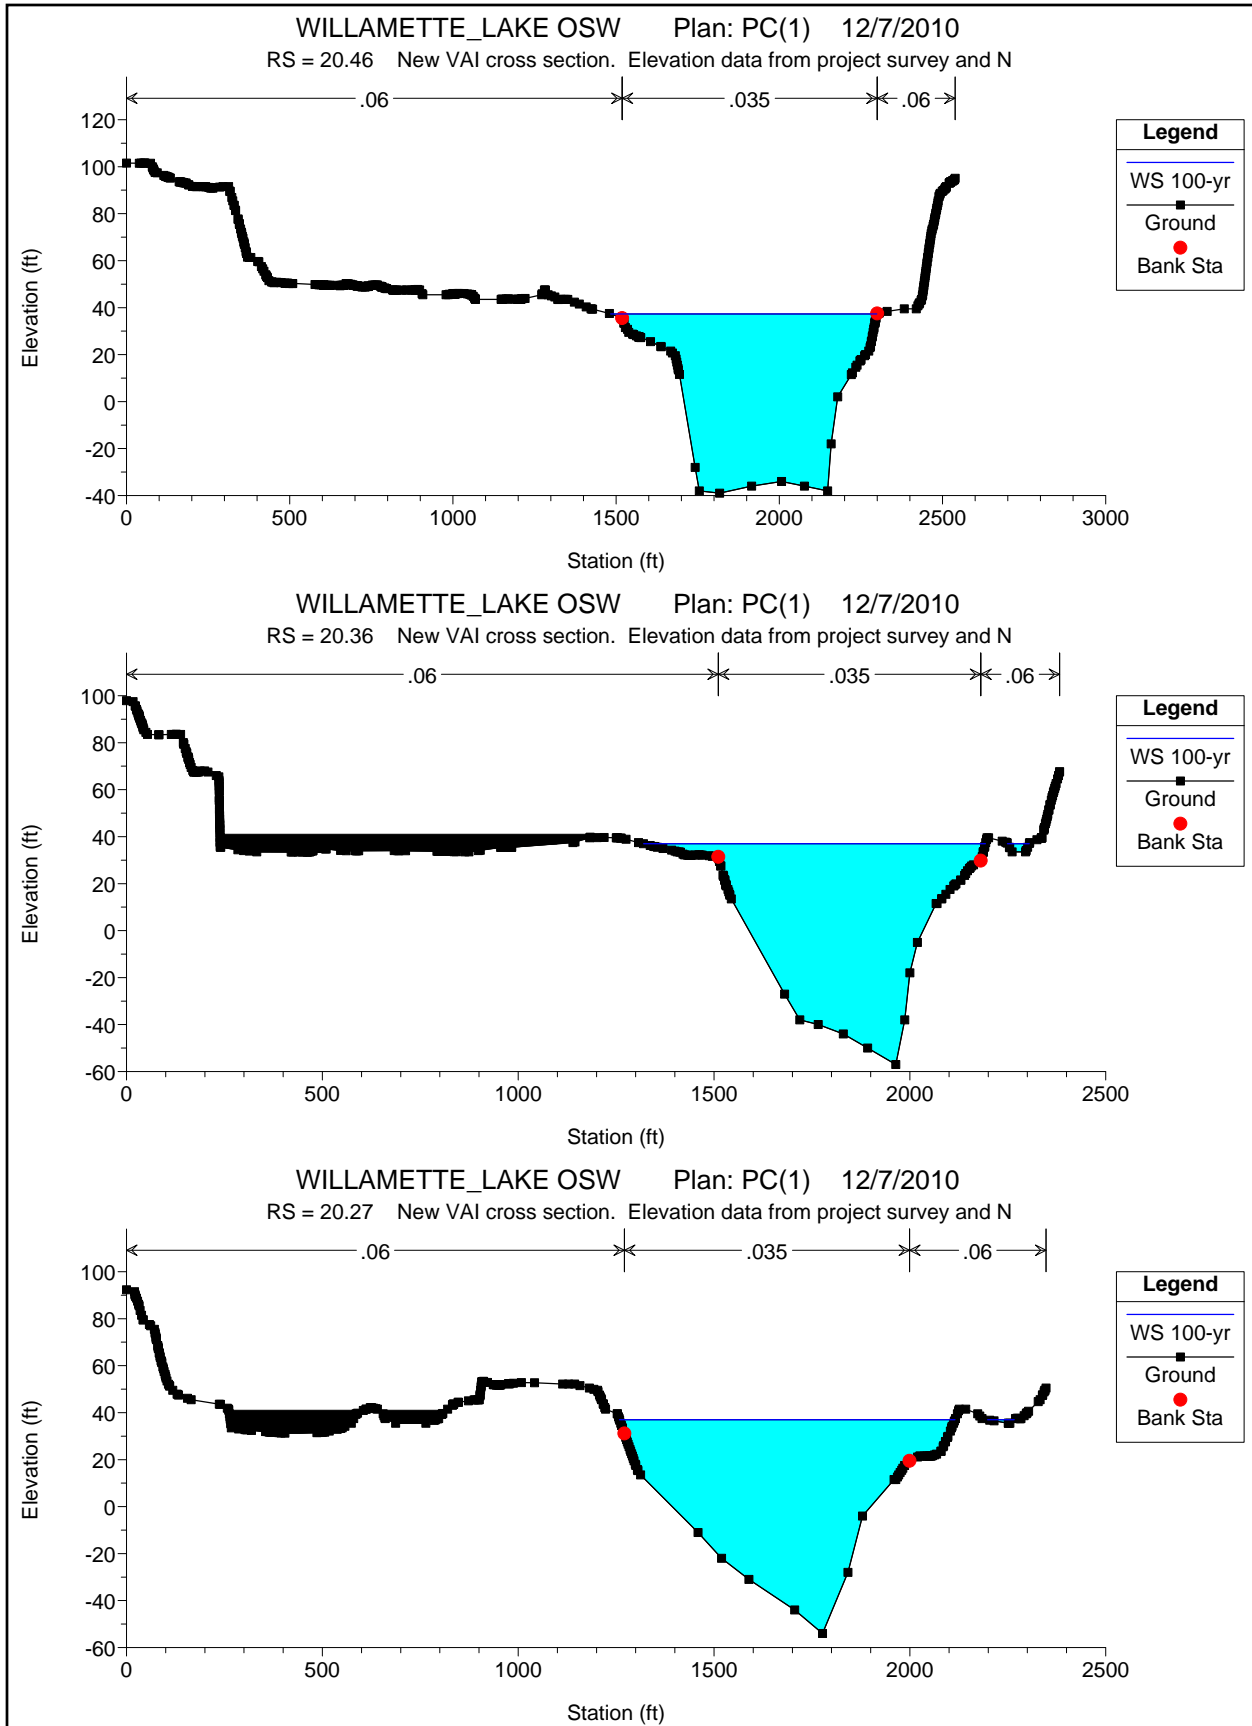 WILLAMETTE_LAKE OSW Plan: PC(1) 12/7/2010
RS = 20.46 New VAI cross section. Elevation data from project survey and N
.06 .035 .06
Legend
WS 100-yr
Ground
Bank Sta
Elevation (ft)
120
100
80
60
40
20
0
-20
-40
0 500 1000 1500 2000 2500 3000
Station (ft)
WILLAMETTE_LAKE OSW Plan: PC(1) 12/7/2010
RS = 20.36 New VAI cross section. Elevation data from project survey and N
.06 .035 .06
Legend
WS 100-yr
Ground
Bank Sta
Elevation (ft)
100
80
60
40
20
0
-20
-40
-60
0 500 1000 1500 2000 2500
Station (ft)
WILLAMETTE_LAKE OSW Plan: PC(1) 12/7/2010
RS = 20.27 New VAI cross section. Elevation data from project survey and N
.06 .035 .06
Legend
WS 100-yr
Ground
Bank Sta
Elevation (ft)
100
80
60
40
20
0
-20
-40
-60
0 500 1000 1500 2000 2500
Station (ft)